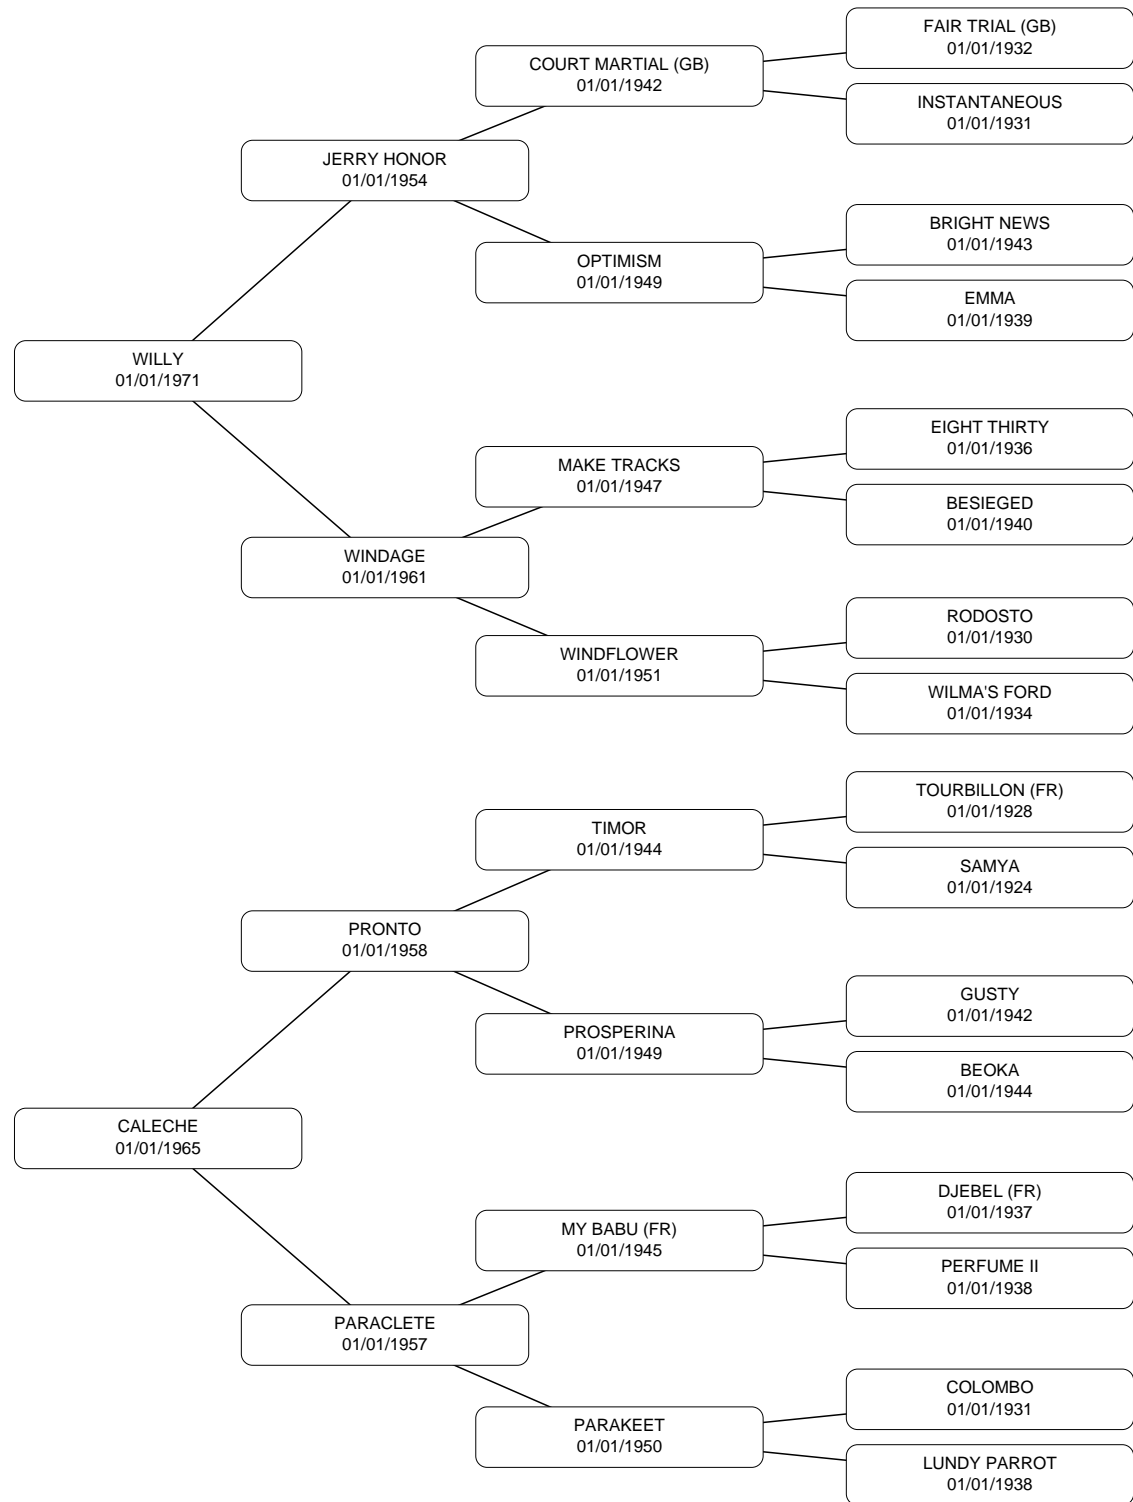 FAIR TRIAL (GB)
01/01/1932
COURT MARTIAL (GB)
01/01/1942
INSTANTANEOUS
01/01/1931
JERRY HONOR
01/01/1954
BRIGHT NEWS
01/01/1943
OPTIMISM
01/01/1949
EMMA
01/01/1939
WILLY
01/01/1971
EIGHT THIRTY
01/01/1936
MAKE TRACKS
01/01/1947
BESIEGED
01/01/1940
WINDAGE
01/01/1961
RODOSTO
01/01/1930
WINDFLOWER
01/01/1951
WILMA'S FORD
01/01/1934
TOURBILLON (FR)
01/01/1928
TIMOR
01/01/1944
SAMYA
01/01/1924
PRONTO
01/01/1958
GUSTY
01/01/1942
PROSPERINA
01/01/1949
BEOKA
01/01/1944
CALECHE
01/01/1965
DJEBEL (FR)
01/01/1937
MY BABU (FR)
01/01/1945
PERFUME II
01/01/1938
PARACLETE
01/01/1957
COLOMBO
01/01/1931
PARAKEET
01/01/1950
LUNDY PARROT
01/01/1938